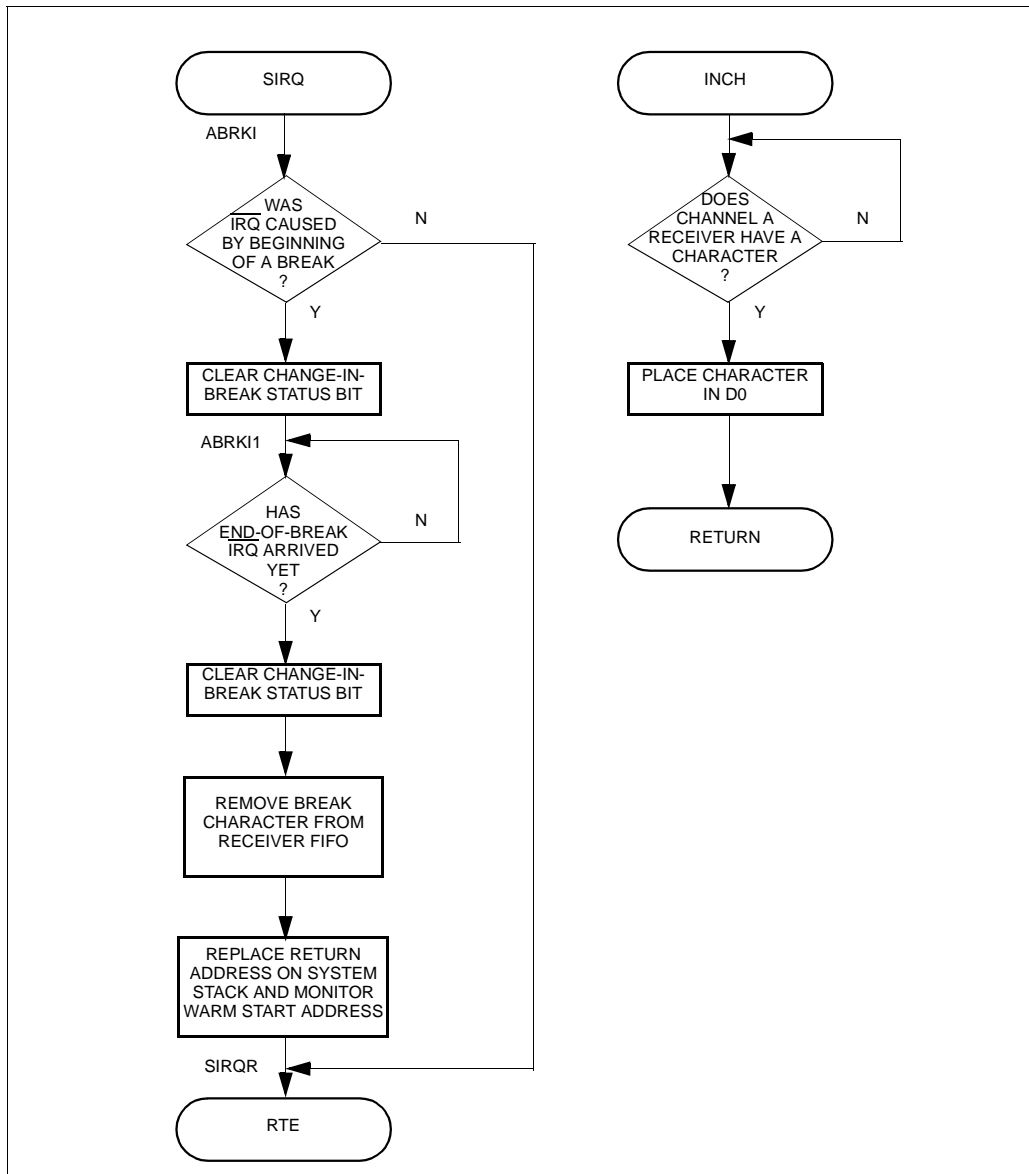 SIRQ
ABRKI
WAS
IRQ CAUSED
BY BEGINNING
OF A BREAK
?
N
Y
CLEAR CHANGE-IN-
BREAK STATUS BIT
ABRKI1
HAS
END-OF-BREAK
IRQ ARRIVED
YET
?
N
Y
CLEAR CHANGE-IN-
BREAK STATUS BIT
REMOVE BREAK
CHARACTER FROM
RECEIVER FIFO
REPLACE RETURN
ADDRESS ON SYSTEM
STACK AND MONITOR
WARM START ADDRESS
SIRQR
RTE
INCH
DOES
CHANNEL A
RECEIVER HAVE A
CHARACTER
?
N
Y
PLACE CHARACTER
IN D0
RETURN